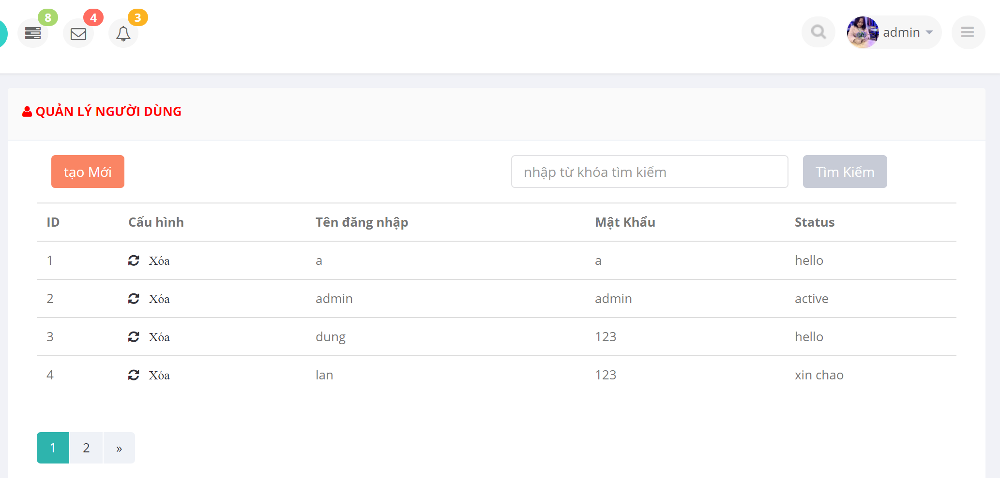 8 4 3
admin
QUẢN LÝ NGƯỜI DÙNG
tạo Mới nhập từ khóa tìm kiếm Tìm Kiếm
ID Cấu hình Tên đăng nhập Mật Khẩu Status
1 Xóa a a hello
2 Xóa admin admin active
3 Xóa dung 123 hello
4 Xóa lan 123 xin chao
1 2 »